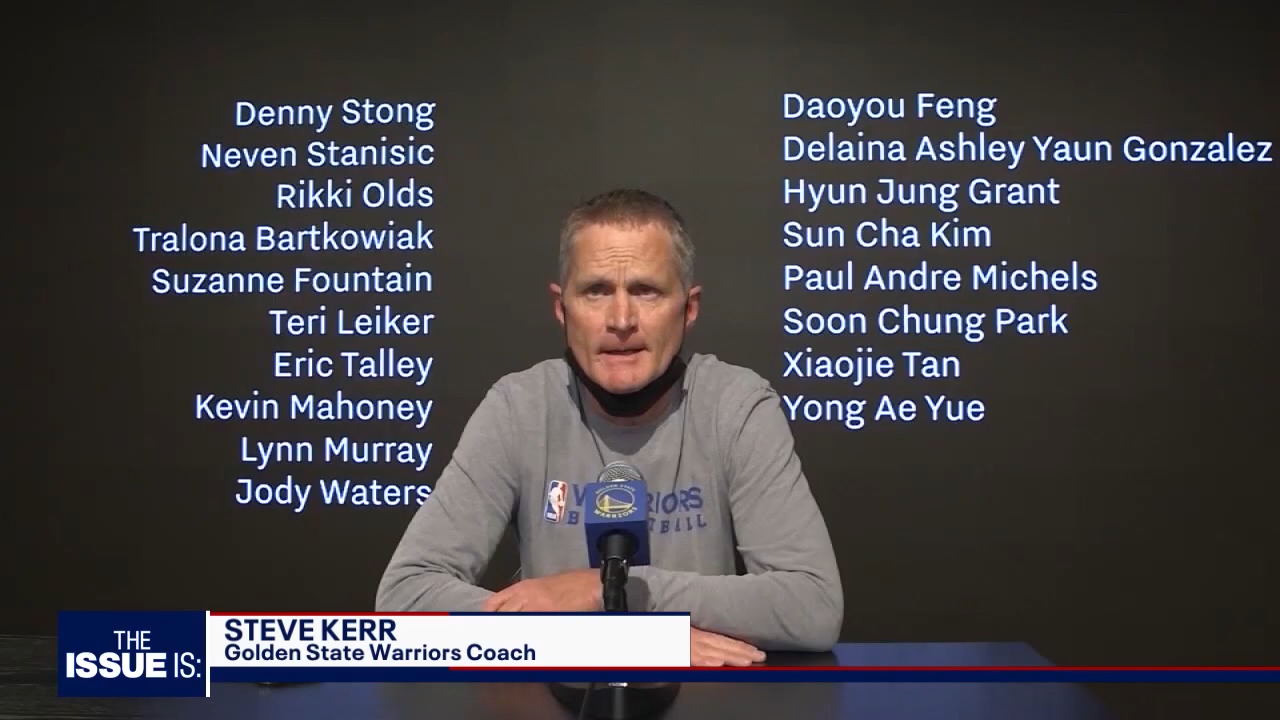 Denny Stong
Neven Stanisic
Rikki Olds
Tralona Bartkowiak
Suzanne Fountain
Teri Leiker
Eric Talley
Kevin Mahoney
Lynn Murray
Jody Waters
Daoyou Feng
Delaina Ashley Yaun Gonzalez
Hyun Jung Grant
Sun Cha Kim
Paul Andre Michels
Soon Chung Park
Xiaojie Tan
Yong Ae Yue
GOLDEN STATE
WARRIORS
THE
ISSUE IS:
STEVE KERR
Golden State Warriors Coach